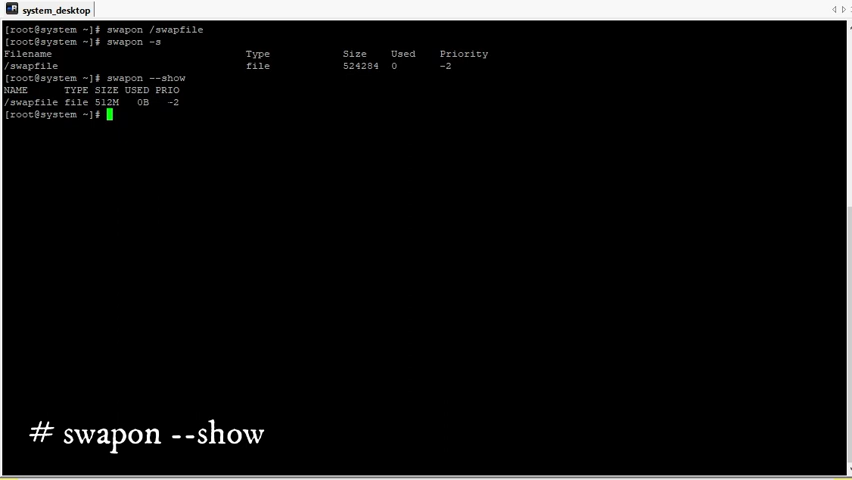 system_desktop
[root@system ~]# swapon /swapfile
[root@system ~]# swapon -s
Filename Type Size Used Priority
/swapfile file 524284 0 -2
[root@system ~]# swapon --show
NAME TYPE SIZE USED PRIO
/swapfile file 512M 0B -2
[root@system ~]#
# swapon --show